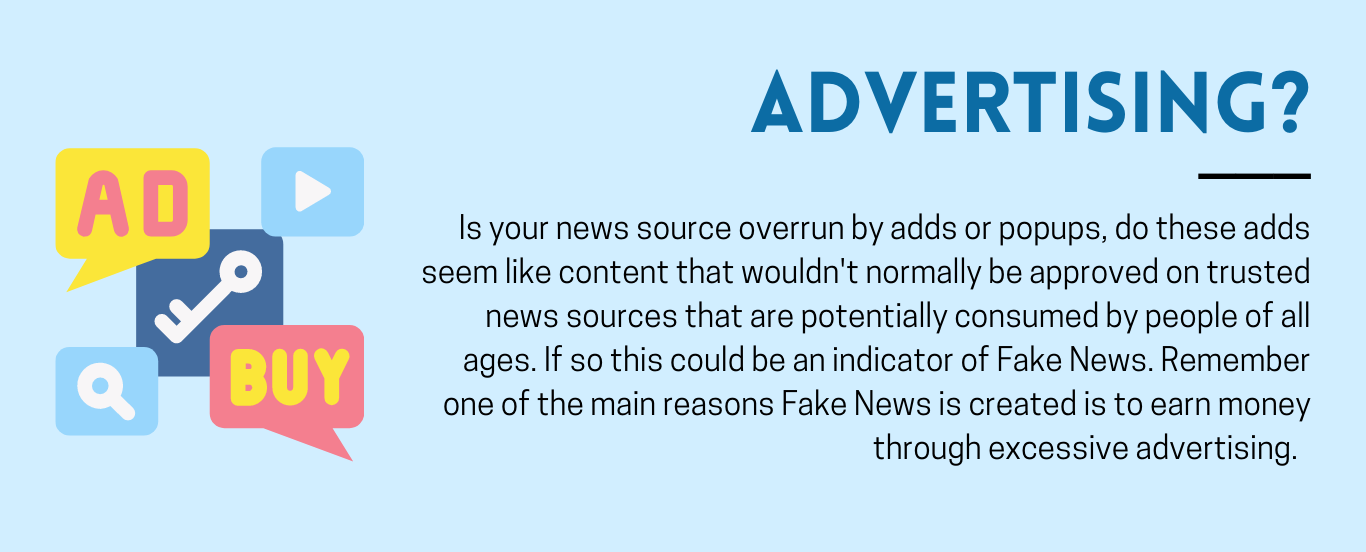 ADVERTISING?
AD
BUY
Is your news source overrun by adds or popups, do these adds
seem like content that wouldn't normally be approved on trusted
news sources that are potentially consumed by people of all
ages. If so this could be an indicator of Fake News. Remember
one of the main reasons Fake News is created is to earn money
through excessive advertising.